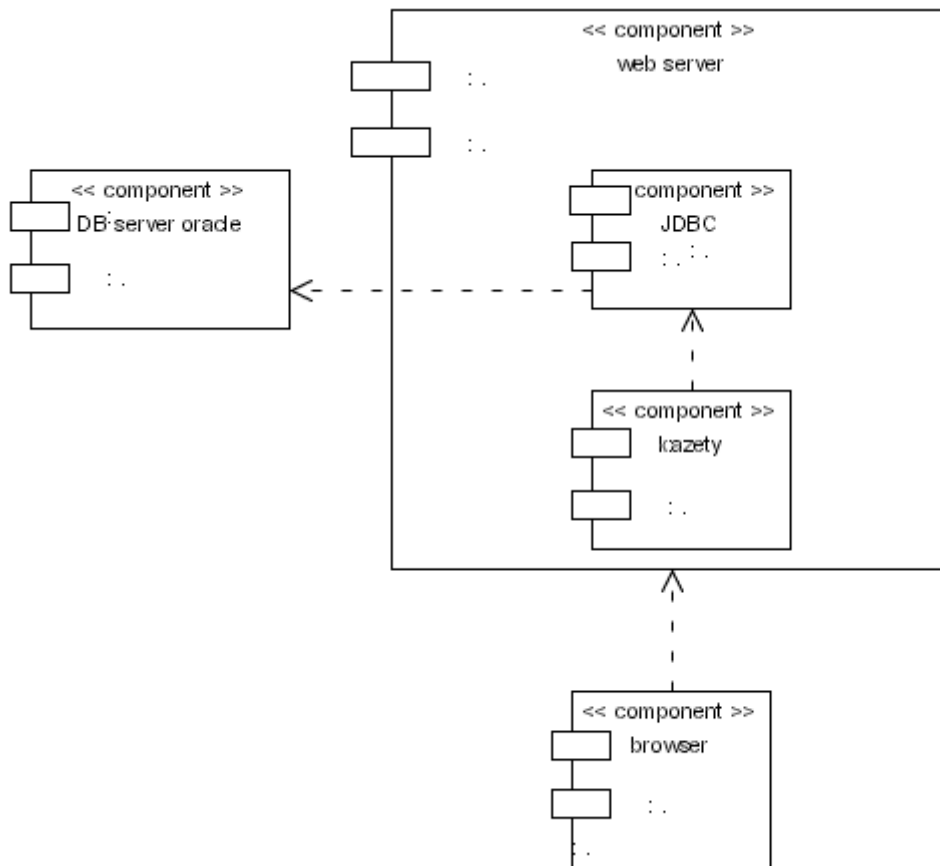 << component >>
web server
: .
: .
<< component >>
DB server oracle
: .
component >>
JDBC
: . : .
<< component >>
kazety
: .
<< component >>
browser
: .
: .